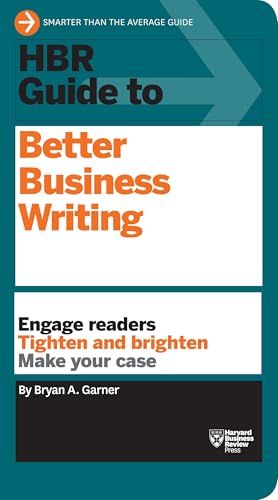 SMARTER THAN THE AVERAGE GUIDE
HBR
Guide to
Better
Business
Writing
Engage readers
Tighten and brighten
Make your case
By Bryan A. Garner
Harvard
Business
Review
Press